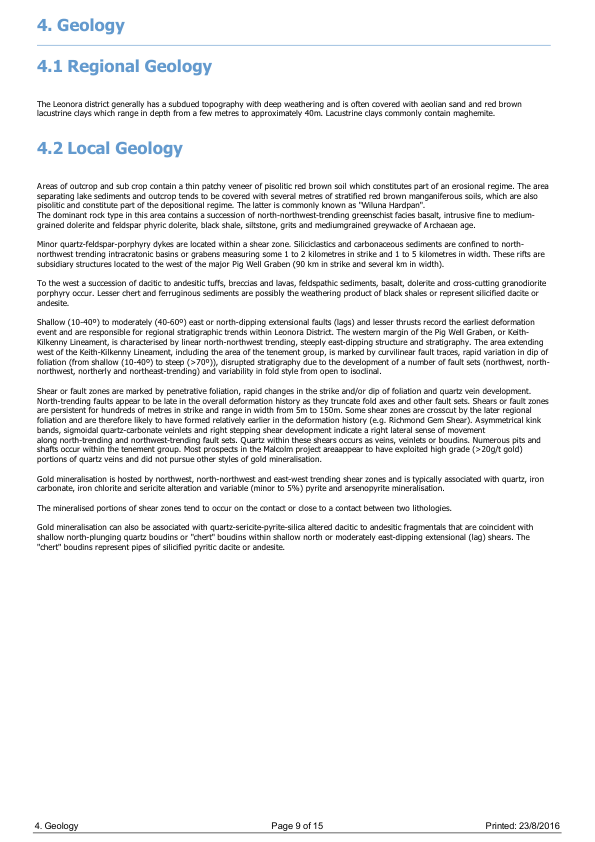 4. Geology
4.1 Regional Geology
The Leonora district generally has a subdued topography with deep weathering and is often covered with aeolian sand and red brown
lacustrine clays which range in depth from a few metres to approximately 40m. Lacustrine clays commonly contain maghemite.
4.2 Local Geology
Areas of outcrop and sub crop contain a thin patchy veneer of pisolitic red brown soil which constitutes part of an erosional regime. The area
separating lake sediments and outcrop tends to be covered with several metres of stratified red brown manganiferous soils, which are also
pisolitic and constitute part of the depositional regime. The latter is commonly known as "Wiluna Hardpan".
The dominant rock type in this area contains a succession of north-northwest-trending greenschist facies basalt, intrusive fine to medium-
grained dolerite and feldspar phyric dolerite, black shale, siltstone, grits and mediumgrained greywacke of Archaean age.
Minor quartz-feldspar-porphyry dykes are located within a shear zone. Siliciclastics and carbonaceous sediments are confined to north-
northwest trending intracratonic basins or grabens measuring some 1 to 2 kilometres in strike and 1 to 5 kilometres in width. These rifts are
subsidiary structures located to the west of the major Pig Well Graben (90 km in strike and several km in width).
To the west a succession of dacitic to andesitic tuffs, breccias and lavas, feldspathic sediments, basalt, dolerite and cross-cutting granodiorite
porphyry occur. Lesser chert and ferruginous sediments are possibly the weathering product of black shales or represent silicified dacite or
andesite.
Shallow (10-40º) to moderately (40-60º) east or north-dipping extensional faults (lags) and lesser thrusts record the earliest deformation
event and are responsible for regional stratigraphic trends within Leonora District. The western margin of the Pig Well Graben, or Keith-
Kilkenny Lineament, is characterised by linear north-northwest trending, steeply east-dipping structure and stratigraphy. The area extending
west of the Keith-Kilkenny Lineament, including the area of the tenement group, is marked by curvilinear fault traces, rapid variation in dip of
foliation (from shallow (10-40º) to steep (>70º)), disrupted stratigraphy due to the development of a number of fault sets (northwest, north-
northwest, northerly and northeast-trending) and variability in fold style from open to isoclinal.
Shear or fault zones are marked by penetrative foliation, rapid changes in the strike and/or dip of foliation and quartz vein development.
North-trending faults appear to be late in the overall deformation history as they truncate fold axes and other fault sets. Shears or fault zones
are persistent for hundreds of metres in strike and range in width from 5m to 150m. Some shear zones are crosscut by the later regional
foliation and are therefore likely to have formed relatively earlier in the deformation history (e.g. Richmond Gem Shear). Asymmetrical kink
bands, sigmoidal quartz-carbonate veinlets and right stepping shear development indicate a right lateral sense of movement
along north-trending and northwest-trending fault sets. Quartz within these shears occurs as veins, veinlets or boudins. Numerous pits and
shafts occur within the tenement group. Most prospects in the Malcolm project areaappear to have exploited high grade (>20g/t gold)
portions of quartz veins and did not pursue other styles of gold mineralisation.
Gold mineralisation is hosted by northwest, north-northwest and east-west trending shear zones and is typically associated with quartz, iron
carbonate, iron chlorite and sericite alteration and variable (minor to 5%) pyrite and arsenopyrite mineralisation.
The mineralised portions of shear zones tend to occur on the contact or close to a contact between two lithologies.
Gold mineralisation can also be associated with quartz-sericite-pyrite-silica altered dacitic to andesitic fragmentals that are coincident with
shallow north-plunging quartz boudins or "chert" boudins within shallow north or moderately east-dipping extensional (lag) shears. The
"chert" boudins represent pipes of silicified pyritic dacite or andesite.
4. Geology Page 9 of 15 Printed: 23/8/2016